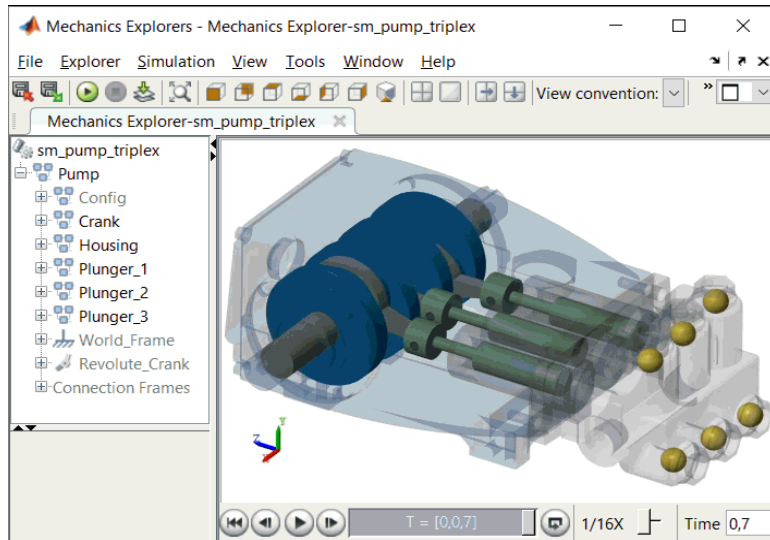 Mechanics Explorers - Mechanics Explorer-sm_pump_triplex
File Explorer Simulation View Tools Window Help
View convention: »
Mechanics Explorer-sm_pump_triplex
sm_pump_triplex
Pump
Config
Crank
Housing
Plunger_1
Plunger_2
Plunger_3
World_Frame
Revolute_Crank
Connection Frames
Z Y X
T = [0,0,7] 1/16X Time 0,7